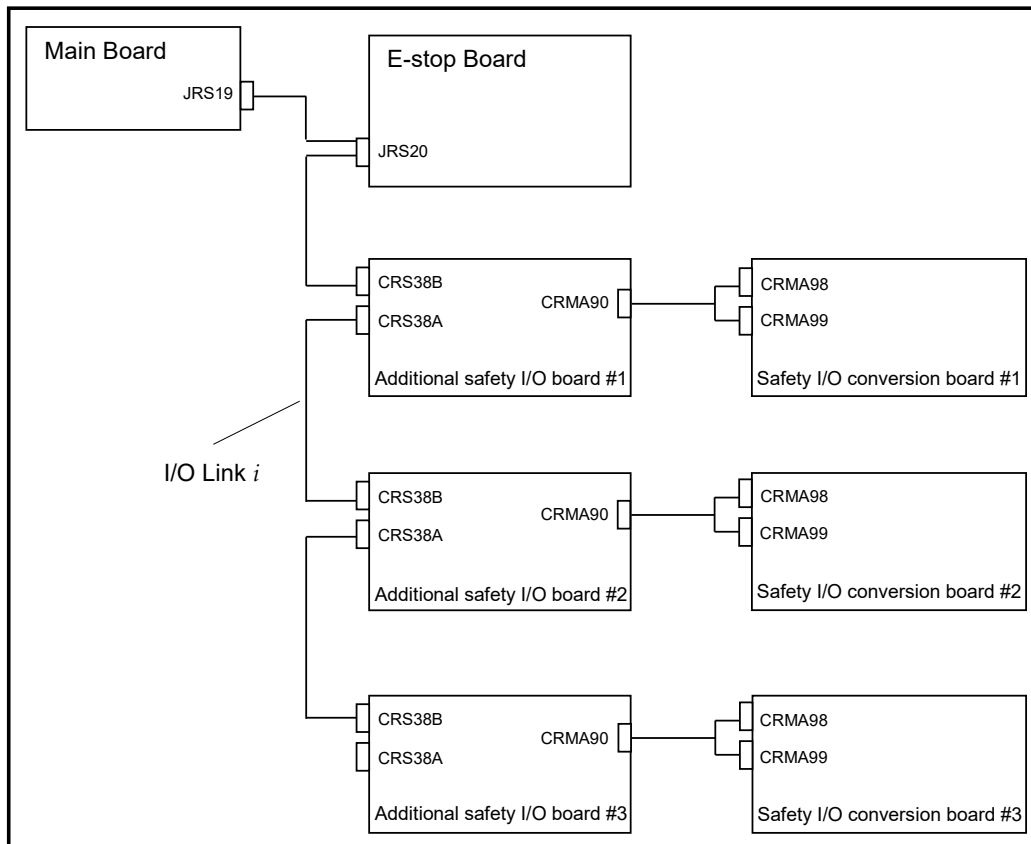 Main Board
JRS19
E-stop Board
JRS20
CRS38B
CRS38A
CRMA90
Additional safety I/O board #1
CRMA98
CRMA99
Safety I/O conversion board #1
I/O Link i
CRS38B
CRS38A
CRMA90
Additional safety I/O board #2
CRMA98
CRMA99
Safety I/O conversion board #2
CRS38B
CRS38A
CRMA90
Additional safety I/O board #3
CRMA98
CRMA99
Safety I/O conversion board #3